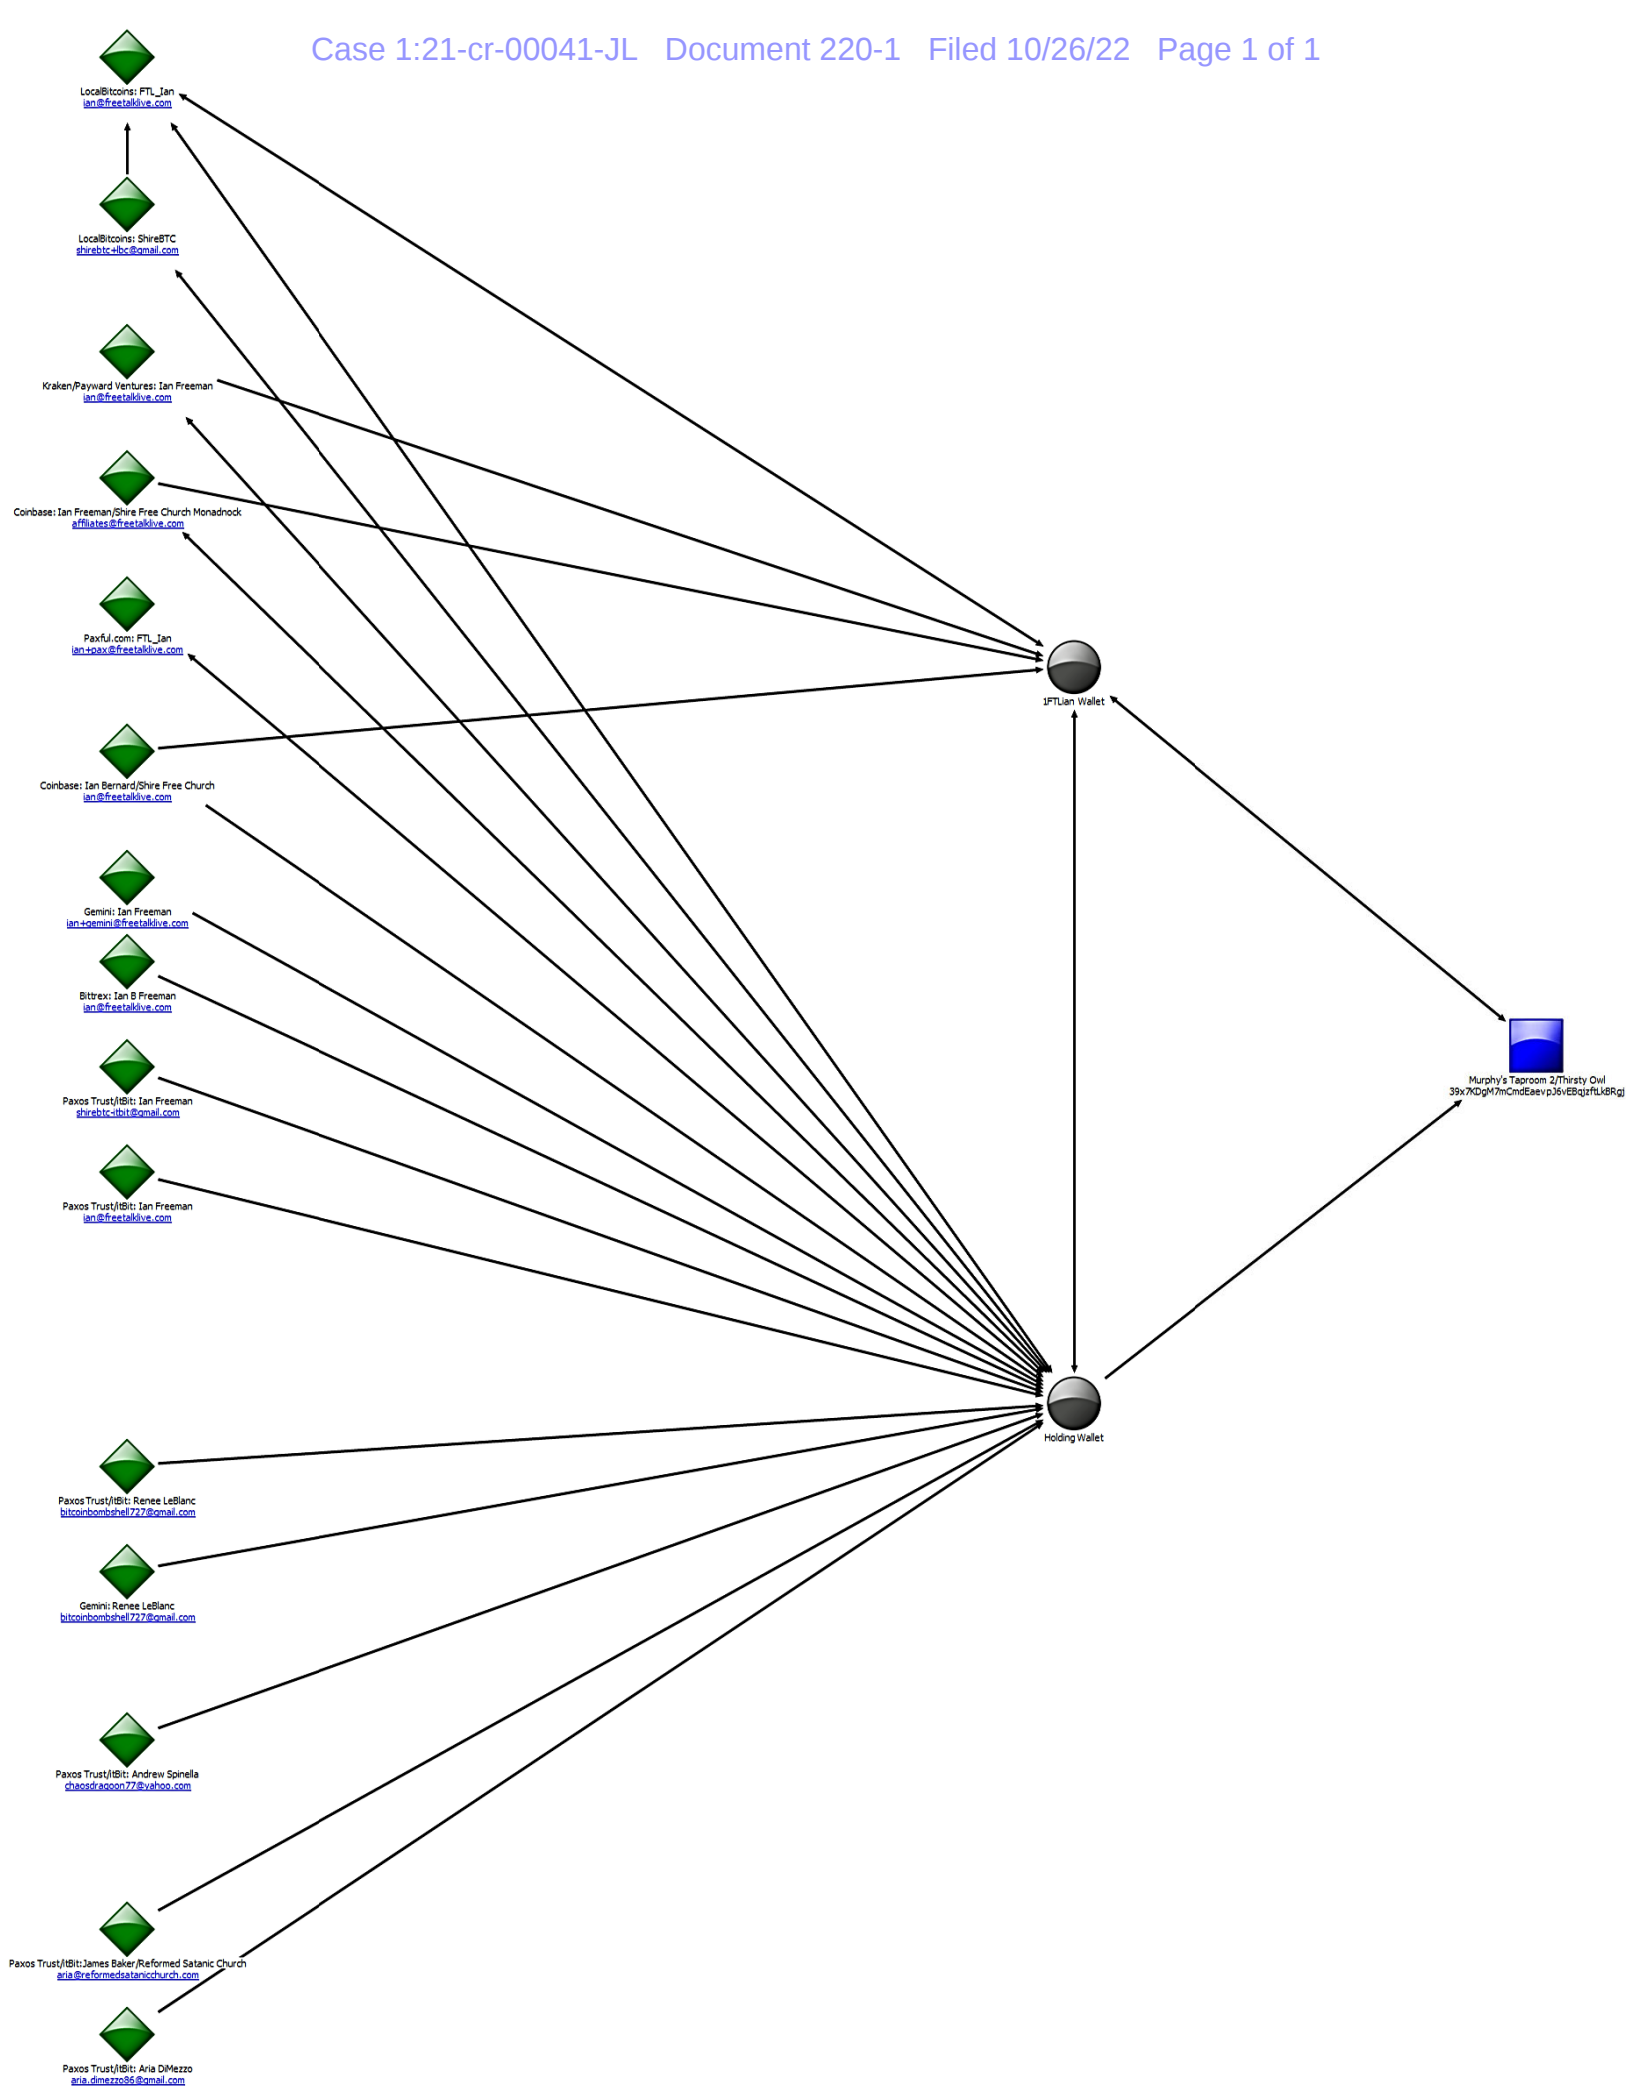 Case 1:21-cr-00041-JL Document 220-1 Filed 10/26/22 Page 1 of 1
LocalBitcoins: FTL_Ian
ian@freetalklive.com
LocalBitcoins: ShireBTC
shirebtc+lbc@gmail.com
Kraken/Payward Ventures: Ian Freeman
ian@freetalklive.com
Coinbase: Ian Freeman/Shire Free Church Monadnock
affiliates@freetalklive.com
Paxful.com: FTL_Ian
ian+pax@freetalklive.com
1FTLian Wallet
Coinbase: Ian Bernard/Shire Free Church
ian@freetalklive.com
Gemini: Ian Freeman
ian+gemini@freetalklive.com
Bittrex: Ian B Freeman
ian@freetalklive.com
Paxos Trust/itBit: Ian Freeman
shirebtc-itbit@gmail.com
Murphy's Taproom 2/Thirsty Owl
39x7KDgM7mCmdEaevpJ6vEBqjzftLkBRgj
Paxos Trust/itBit: Ian Freeman
ian@freetalklive.com
Holding Wallet
Paxos Trust/itBit: Renee LeBlanc
bitcoinbombshell727@gmail.com
Gemini: Renee LeBlanc
bitcoinbombshell727@gmail.com
Paxos Trust/itBit: Andrew Spinella
chaosdragoon77@yahoo.com
Paxos Trust/itBit:James Baker/Reformed Satanic Church
aria@reformedsatanicchurch.com
Paxos Trust/itBit: Aria DiMezzo
aria.dimezzo86@gmail.com